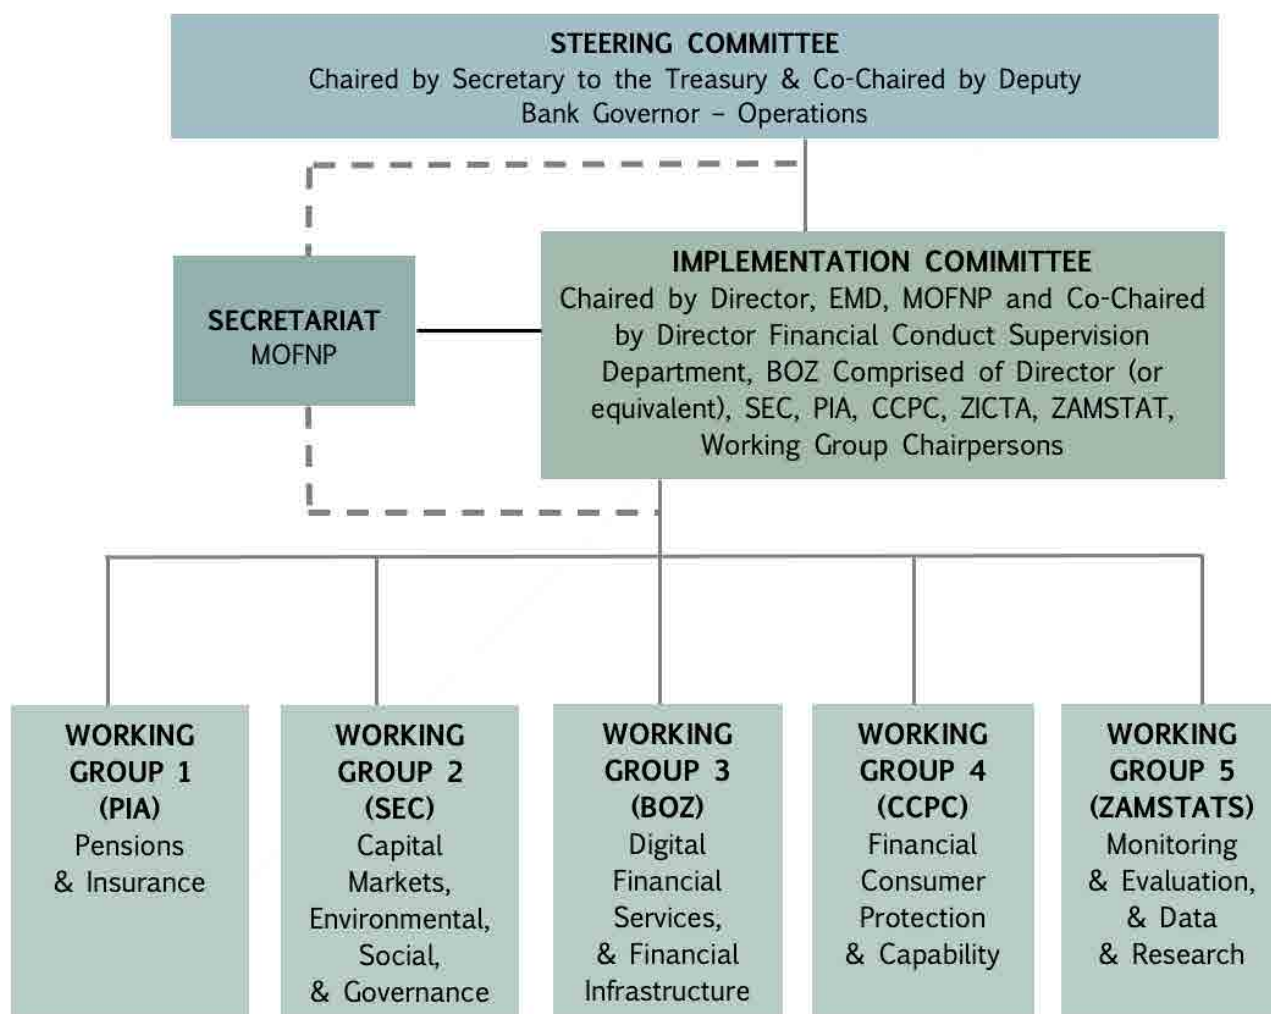 STEERING COMMITTEE
Chaired by Secretary to the Treasury & Co-Chaired by Deputy
Bank Governor – Operations
SECRETARIAT
MOFNP
IMPLEMENTATION COMIMITTEE
Chaired by Director, EMD, MOFNP and Co-Chaired
by Director Financial Conduct Supervision
Department, BOZ Comprised of Director (or
equivalent), SEC, PIA, CCPC, ZICTA, ZAMSTAT,
Working Group Chairpersons
WORKING
GROUP 1
(PIA)
Pensions
& Insurance
WORKING
GROUP 2
(SEC)
Capital
Markets,
Environmental,
Social,
& Governance
WORKING
GROUP 3
(BOZ)
Digital
Financial
Services,
& Financial
Infrastructure
WORKING
GROUP 4
(CCPC)
Financial
Consumer
Protection
& Capability
WORKING
GROUP 5
(ZAMSTATS)
Monitoring
& Evaluation,
& Data
& Research